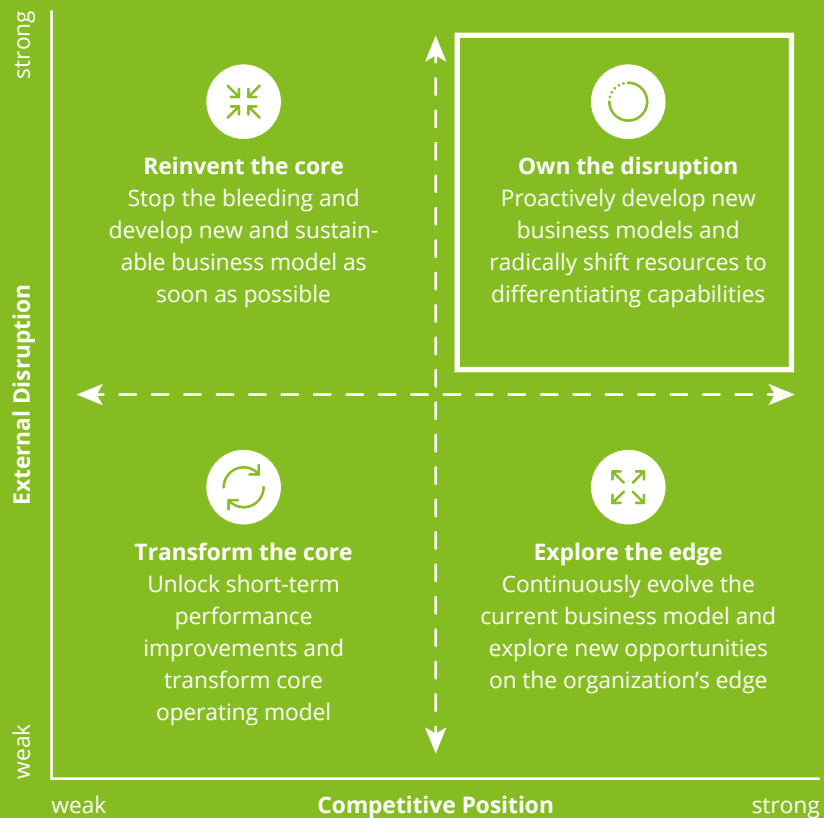 strong
Reinvent the core
Stop the bleeding and
develop new and sustain-
able business model as
soon as possible
Own the disruption
Proactively develop new
business models and
radically shift resources to
differentiating capabilities
External Disruption
Transform the core
Unlock short-term
performance
improvements and
transform core
operating model
Explore the edge
Continuously evolve the
current business model and
explore new opportunities
on the organization’s edge
weak
weak
Competitive Position
strong